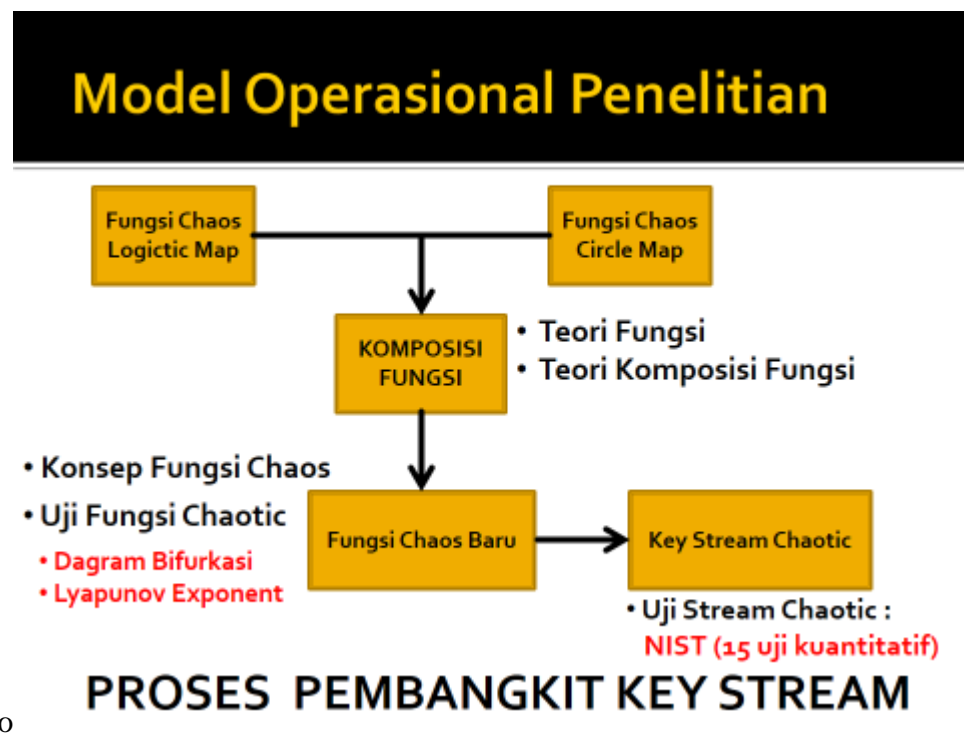 Model Operasional Penelitian
Fungsi Chaos
Logictic Map
Fungsi Chaos
Circle Map
KOMPOSISI
FUNGSI
• Teori Fungsi
• Teori Komposisi Fungsi
• Konsep Fungsi Chaos
• Uji Fungsi Chaotic
• Dagram Bifurkasi
• Lyapunov Exponent
Fungsi Chaos Baru
Key Stream Chaotic
• Uji Stream Chaotic :
NIST (15 uji kuantitatif)
PROSES PEMBANGKIT KEY STREAM